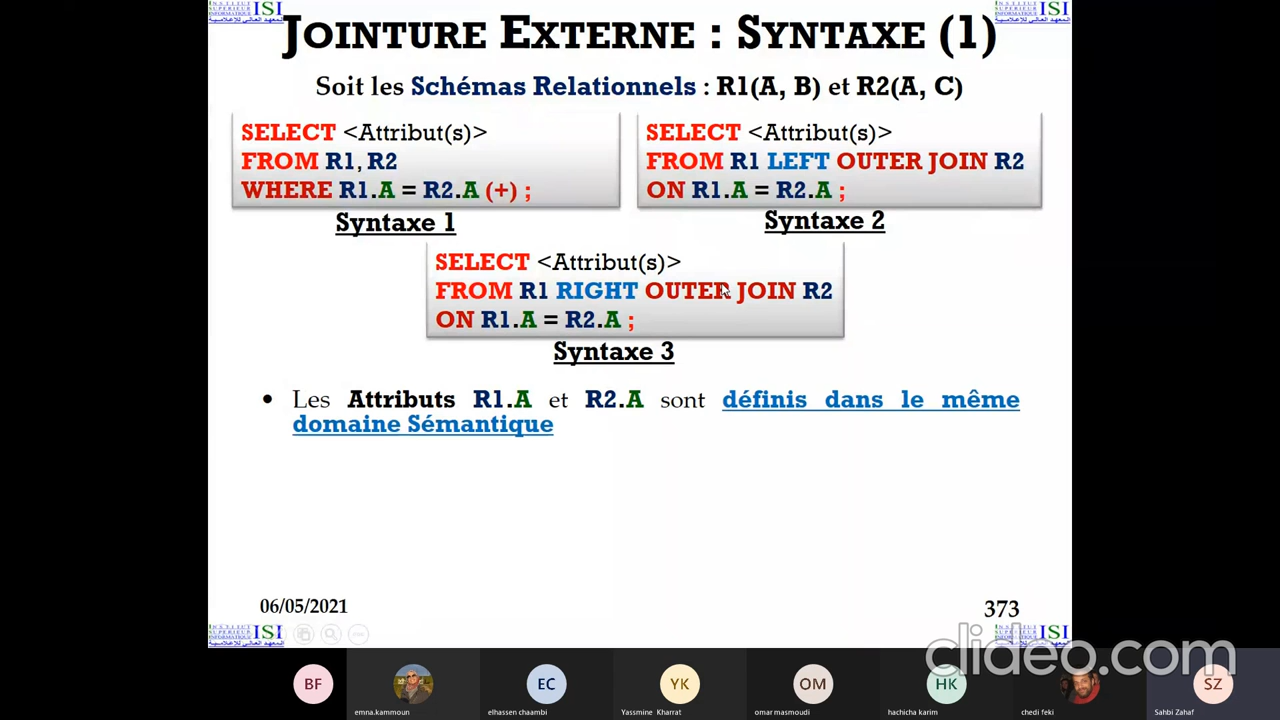 JOINTURE EXTERNE : SYNTAXE (1)
Soit les Schémas Relationnels : R1(A, B) et R2(A, C)
SELECT <Attribut(s)>
FROM R1, R2
WHERE R1.A = R2.A (+) ;
Syntaxe 1
SELECT <Attribut(s)>
FROM R1 LEFT OUTER JOIN R2
ON R1.A = R2.A ;
Syntaxe 2
SELECT <Attribut(s)>
FROM R1 RIGHT OUTER JOIN R2
ON R1.A = R2.A ;
Syntaxe 3
• Les Attributs R1.A et R2.A sont définis dans le même
domaine Sémantique
06/05/2021
373
ISI
ISI
ISI
ISI
clideo.com
BF
EC
YK
OM
HK
SZ
emna.kammoun
elhassen chaambi
Yassmine Kharrat
omar masmoudi
hachicha karim
chedi feki
Sahbi Zahaf